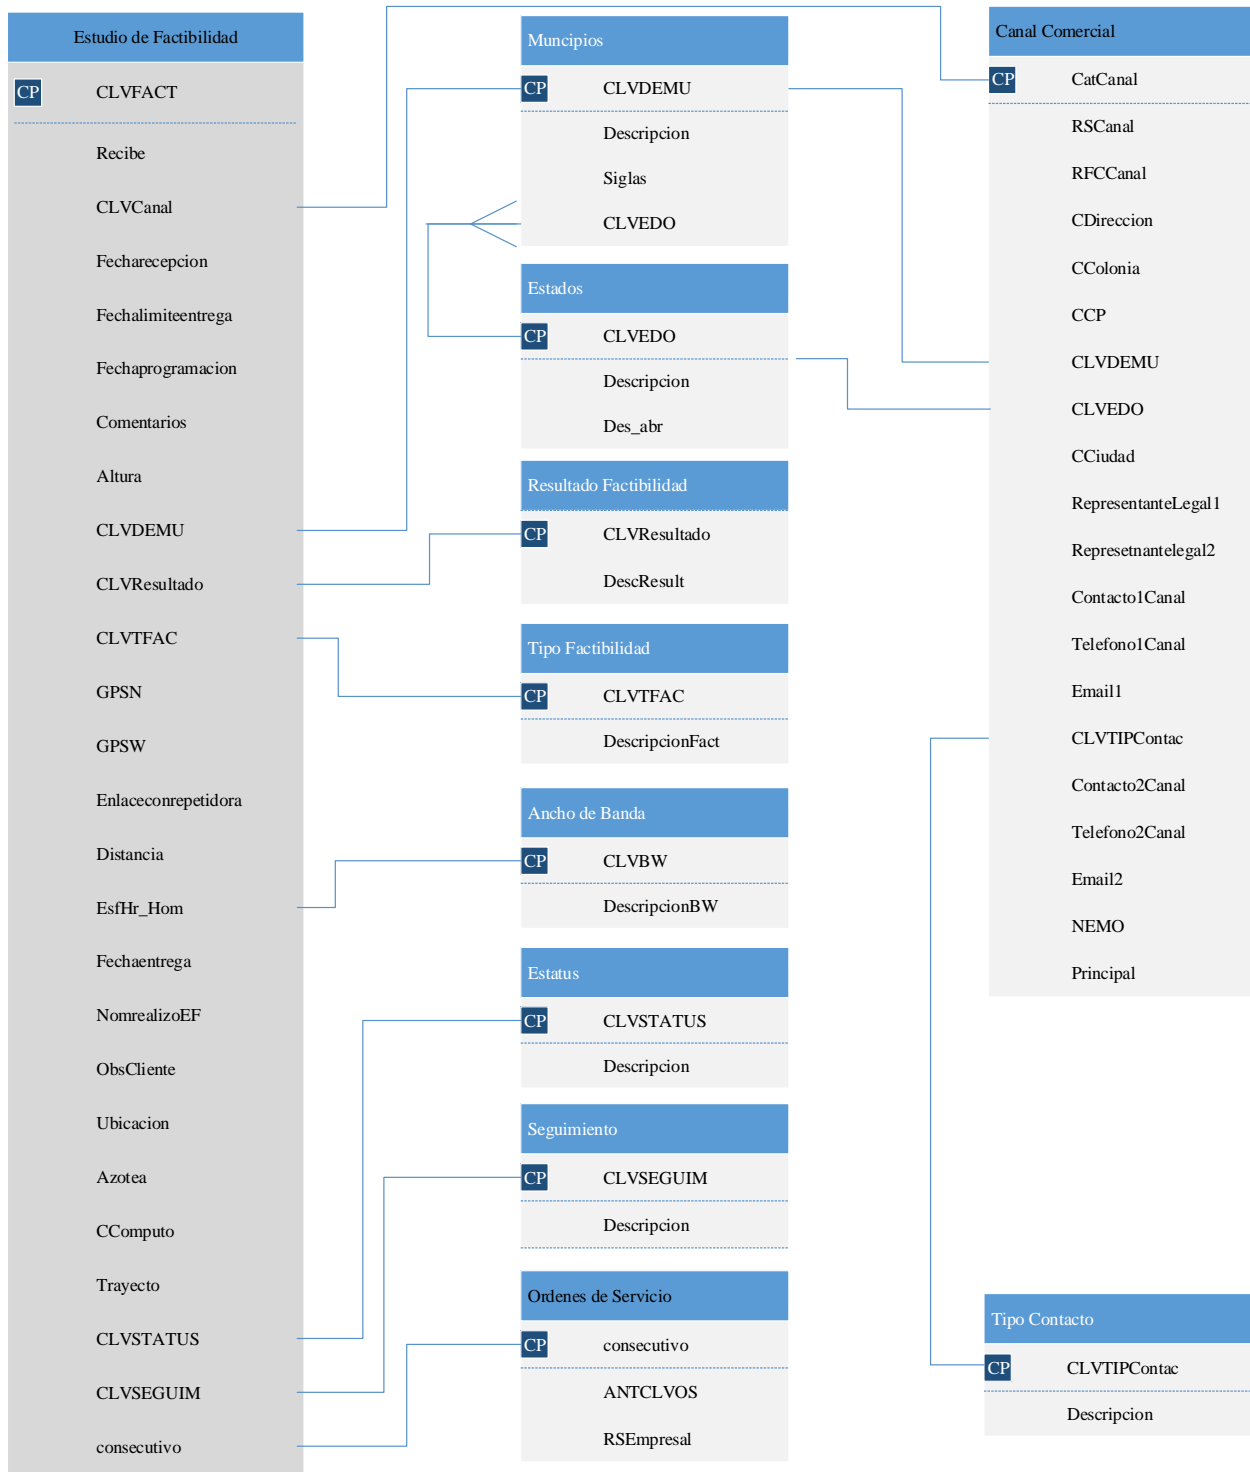 Estudio de Factibilidad
CP CLVFACT
Recibe
CLVCanal
Fecharecepcion
Fechalimiteentrega
Fechaprogramacion
Comentarios
Altura
CLVDEMU
CLVResultado
CLVTFAC
GPSN
GPSW
Enlaceconrepetidora
Distancia
EsfHr_Hom
Fechaentrega
NomrealizoEF
ObsCliente
Ubicacion
Azotea
CComputo
Trayecto
CLVSTATUS
CLVSEGUIM
consecutivo
Muncipios
CP CLVDEMU
Descripcion
Siglas
CLVEDO
Estados
CP CLVEDO
Descripcion
Des_abr
Resultado Factibilidad
CP CLVResultado
DescResult
Tipo Factibilidad
CP CLVTFAC
DescripcionFact
Ancho de Banda
CP CLVBW
DescripcionBW
Estatus
CP CLVSTATUS
Descripcion
Seguimiento
CP CLVSEGUIM
Descripcion
Ordenes de Servicio
CP consecutivo
ANTCLVOS
RSEmpresal
Canal Comercial
CP CatCanal
RSCanal
RFCCanal
CDireccion
CColonia
CCP
CLVDEMU
CLVEDO
CCiudad
RepresentanteLegal1
Represetnantelegal2
Contacto1Canal
Telefono1Canal
Email1
CLVTIPContac
Contacto2Canal
Telefono2Canal
Email2
NEMO
Principal
Tipo Contacto
CP CLVTIPContac
Descripcion